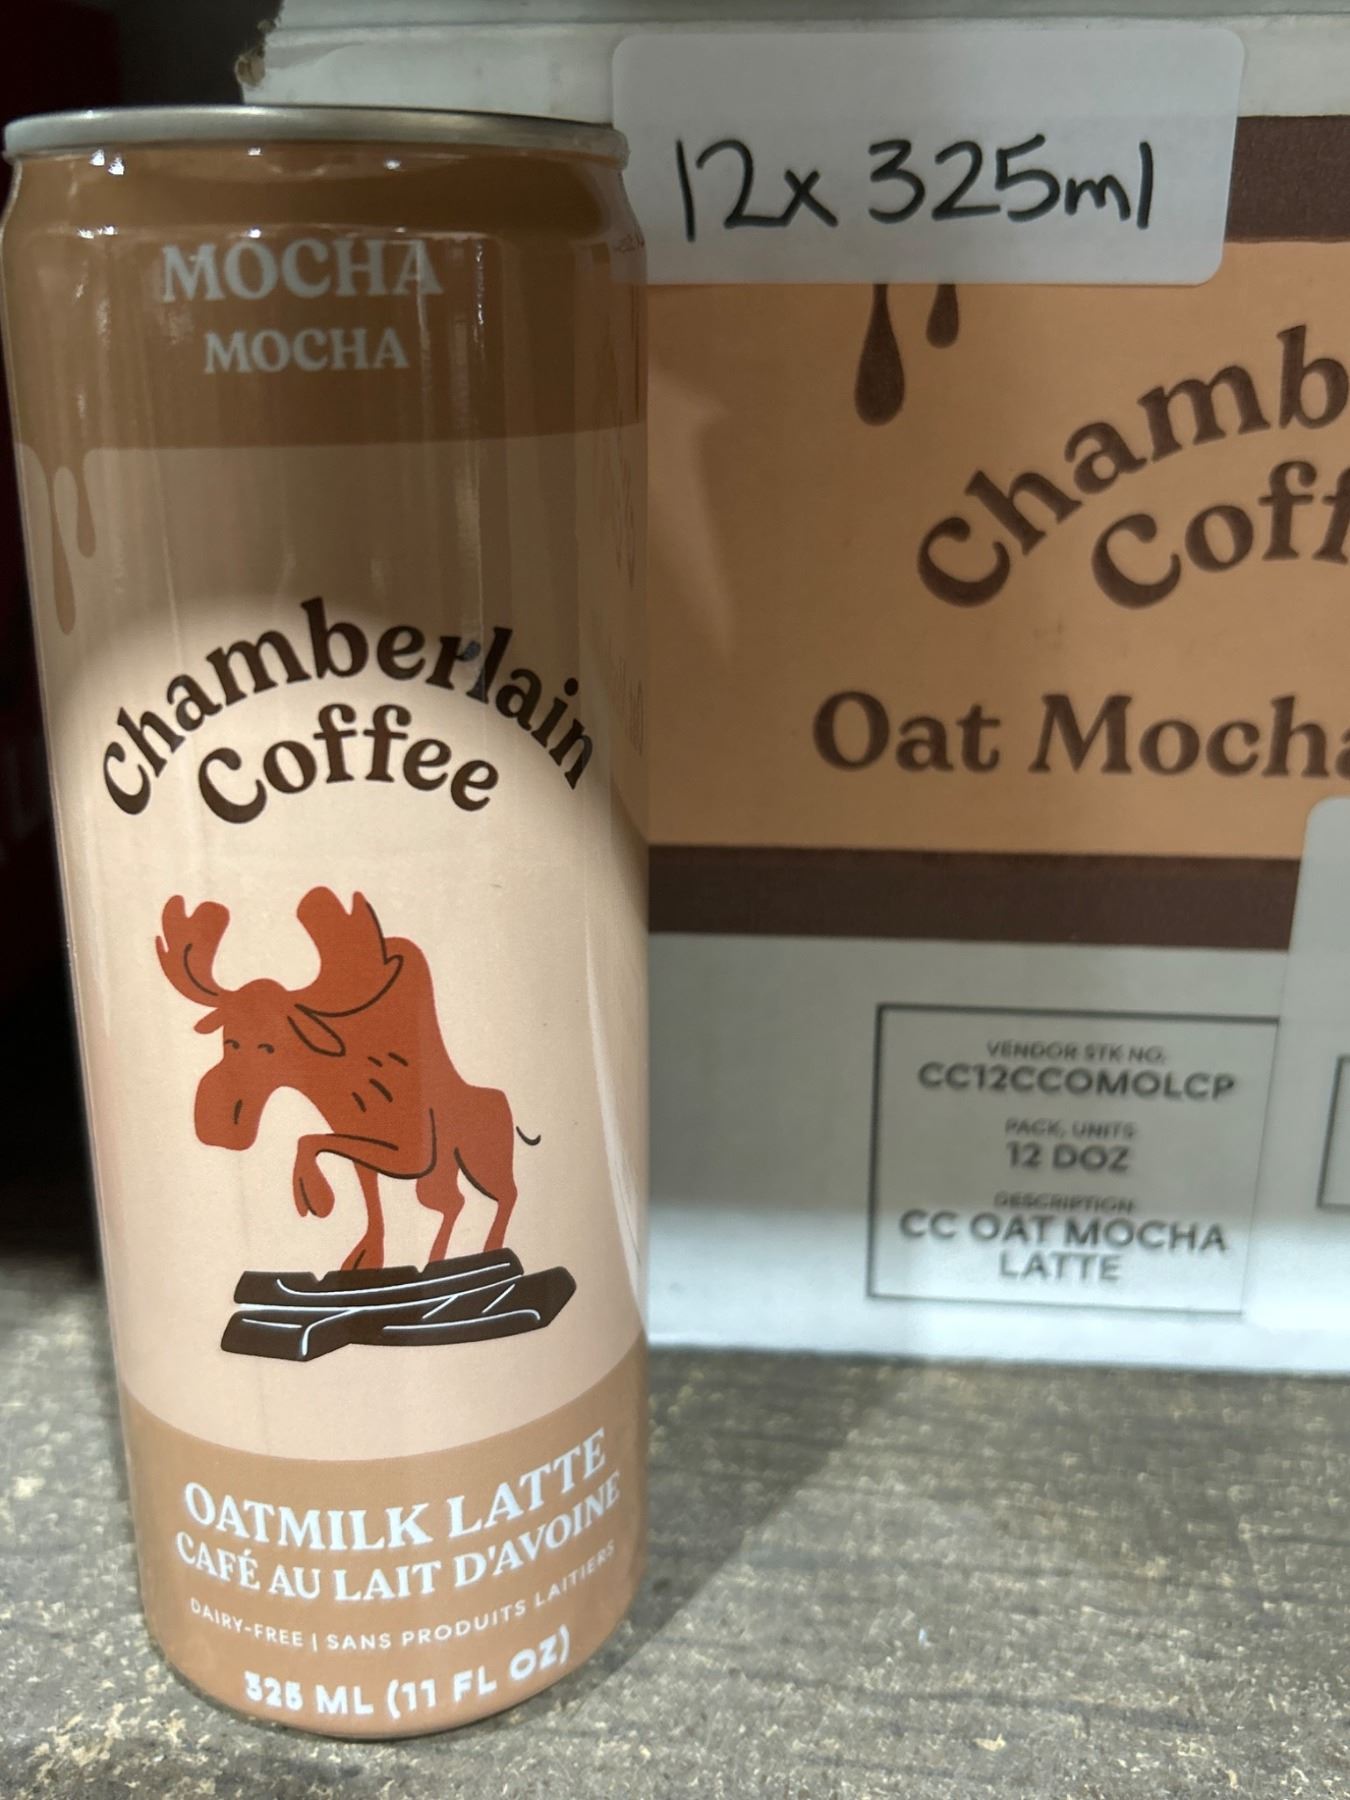 MOCHA
MOCHA
Chamberlain
Coffee
OATMILK LATTE
CAFÉ AU LAIT D'AVOINE
DAIRY-FREE | SANS PRODUITS LAITIERS
325 ML (11 FL OZ)
12x 325ml
Chamb
Coff
Oat Mocha
VENDOR STK NO.
CC12CCOMOLCP
PACK, UNITS
12 DOZ
DESCRIPTION
CC OAT MOCHA
LATTE